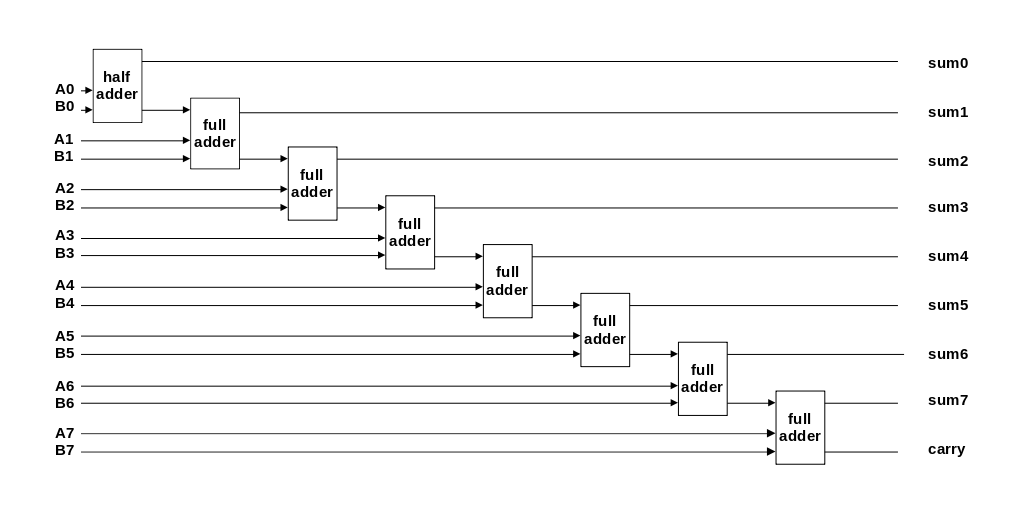 sum0
half
adder
A0
B0
sum1
full
adder
A1
B1
sum2
full
adder
A2
B2
sum3
full
adder
A3
B3
sum4
full
adder
A4
B4
sum5
full
adder
A5
B5
sum6
full
adder
A6
B6
sum7
full
adder
A7
B7
carry